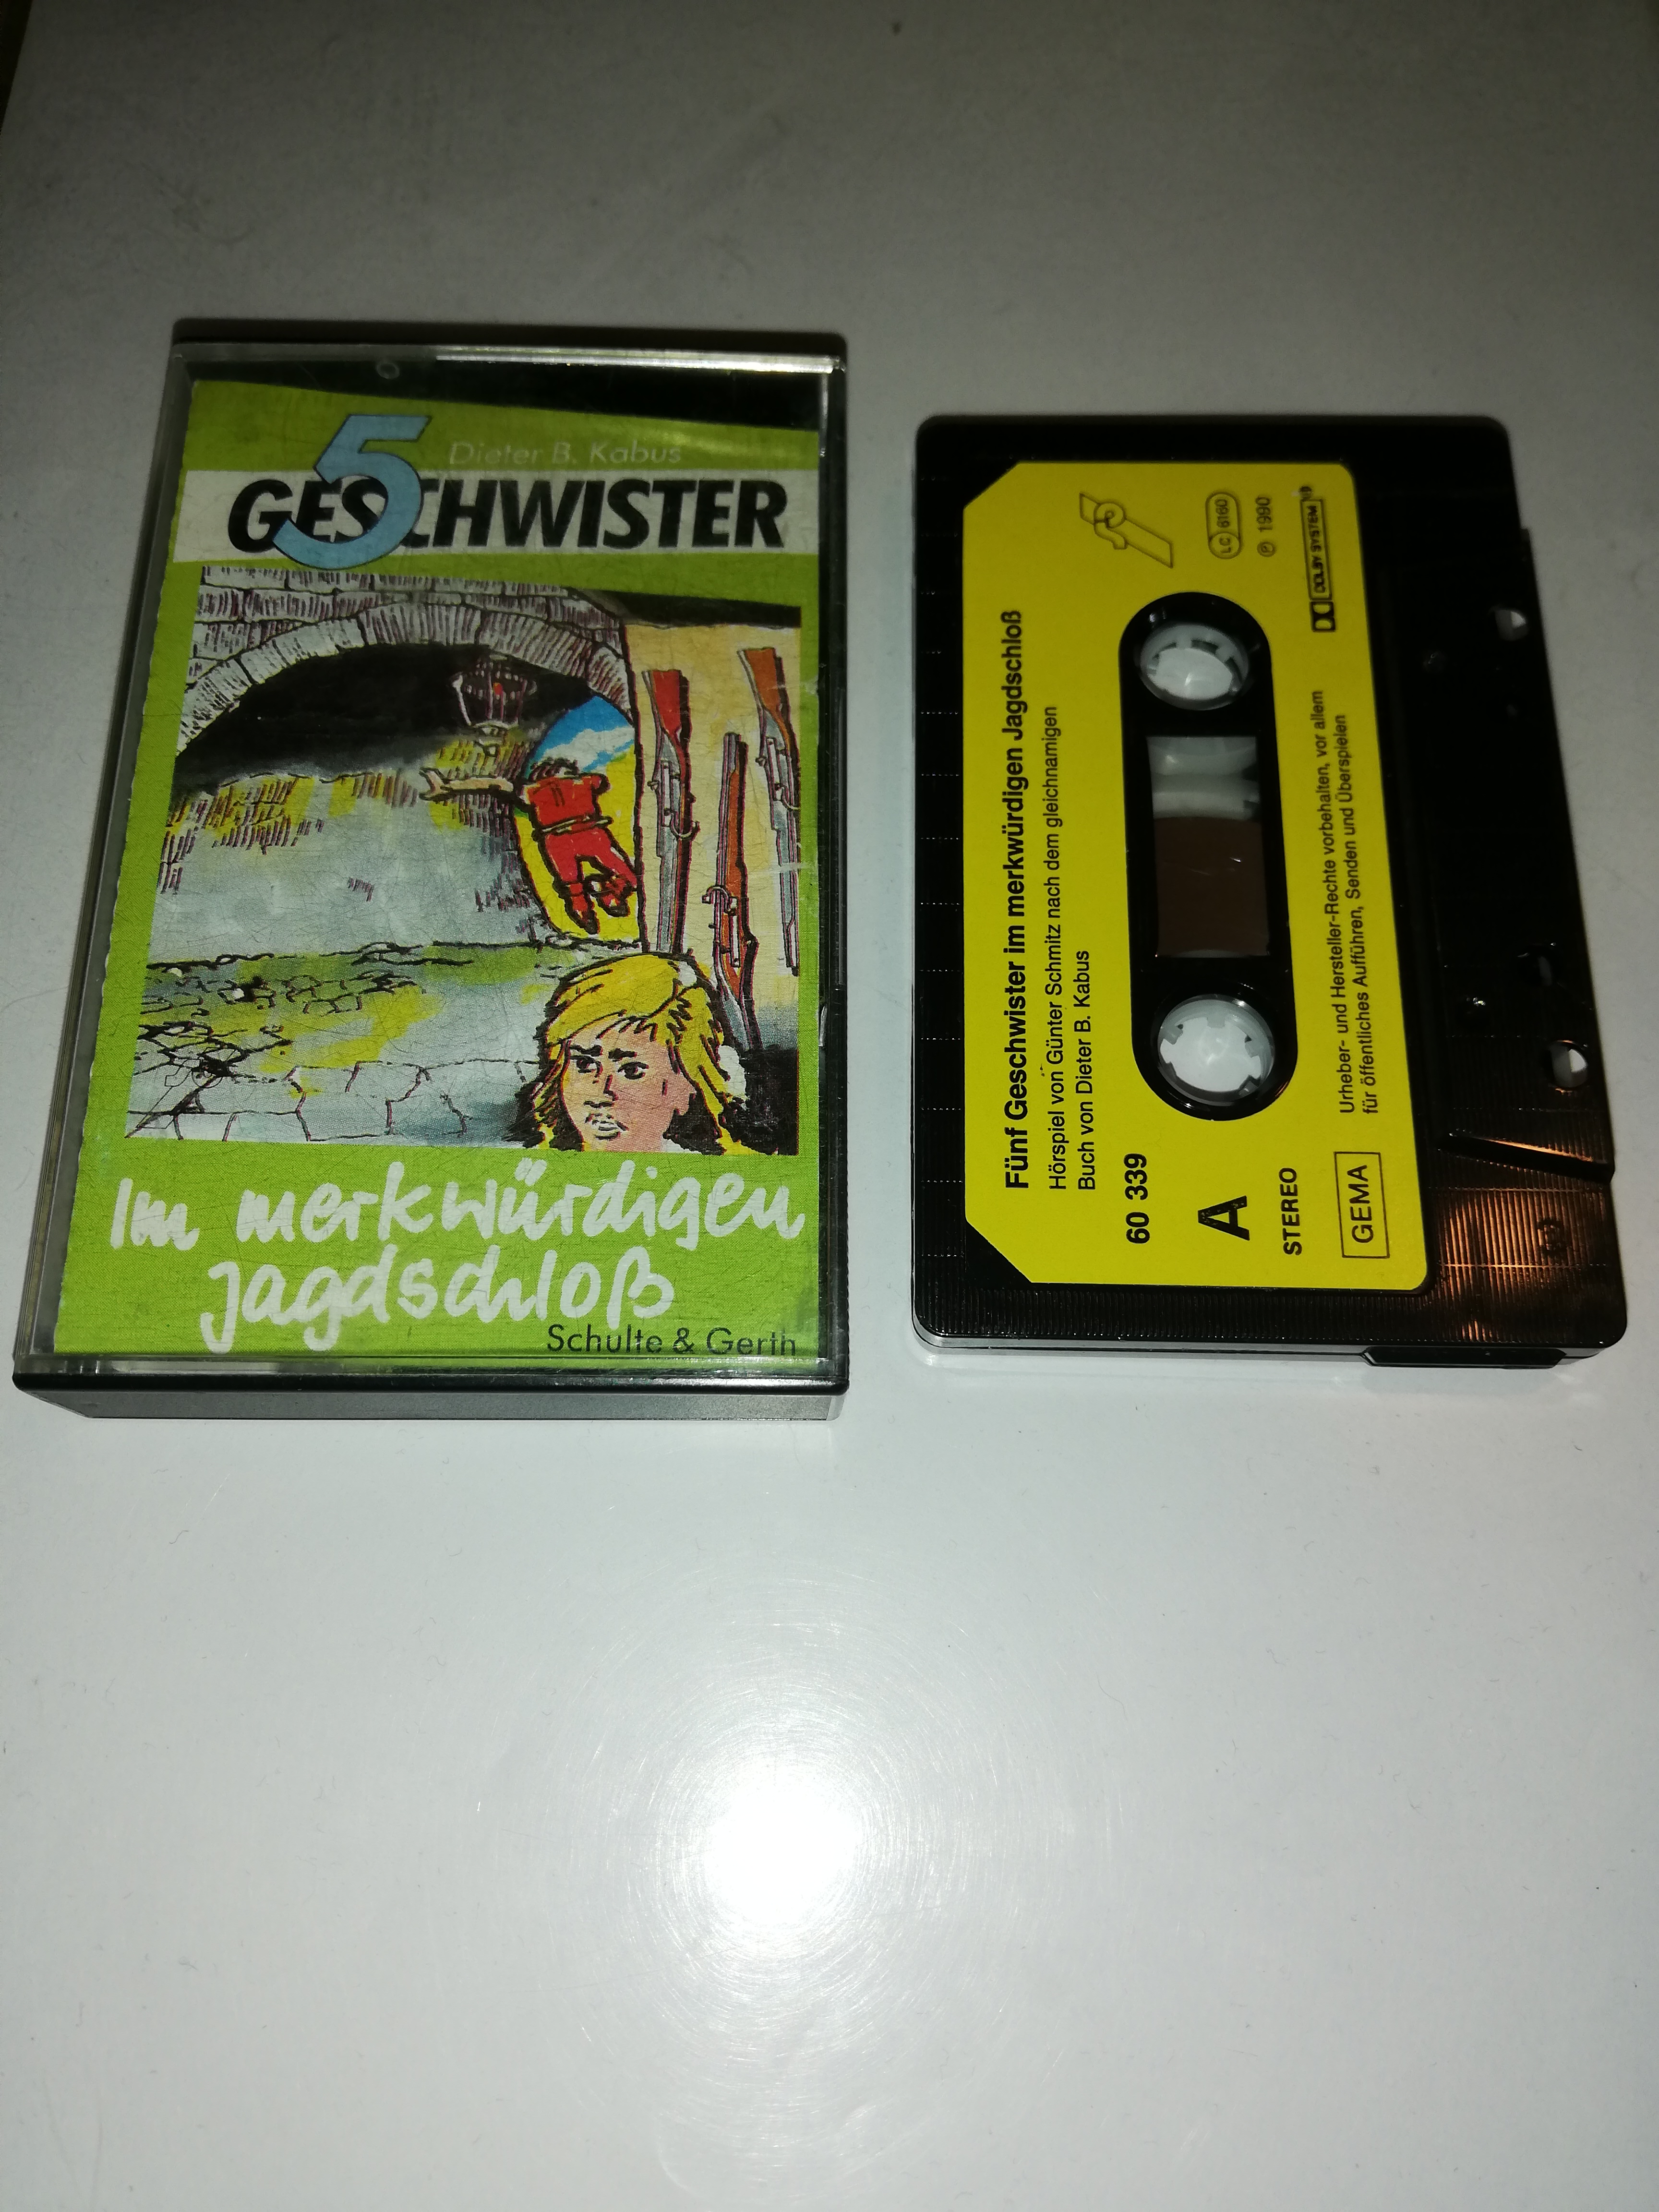 Dieter B. Kabus
5
GESCHWISTER
Im merkwürdigen
Jagdschloß
Schulte & Gerth
Fünf Geschwister im merkwürdigen Jagdschloß
Hörspiel von Günter Schmitz nach dem gleichnamigen
Buch von Dieter B. Kabus
60 339
A
STEREO
GEMA
LC 6160
℗ 1990
DOLBY SYSTEM
Urheber- und Hersteller-Rechte vorbehalten, vor allem
für öffentliches Aufführen, Senden und Überspielen